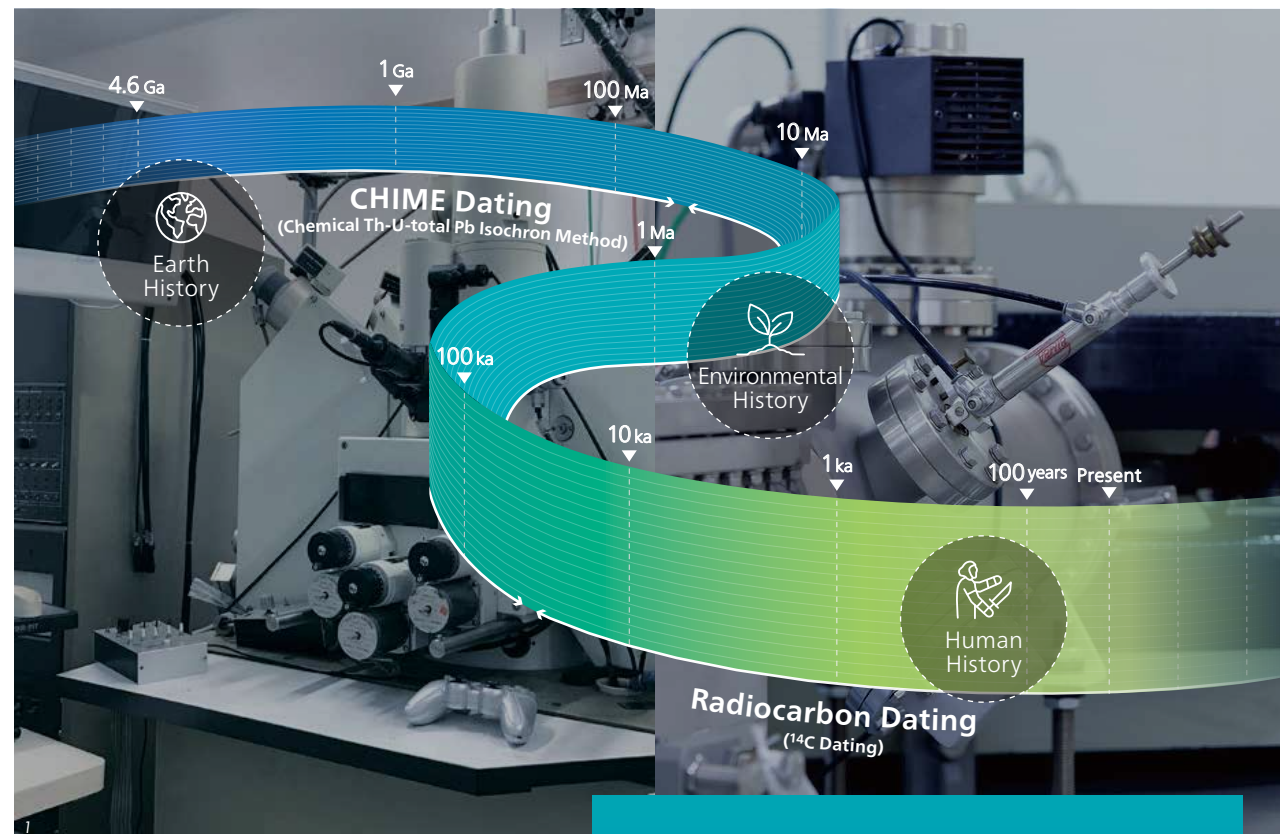 4.6 Ga
1 Ga
100 Ma
10 Ma
CHIME Dating
(Chemical Th-U-total Pb Isochron Method)
1 Ma
Earth
History
100 ka
Environmental
History
10 ka
1 ka
100 years
Present
Human
History
Radiocarbon Dating
(¹⁴C Dating)
1